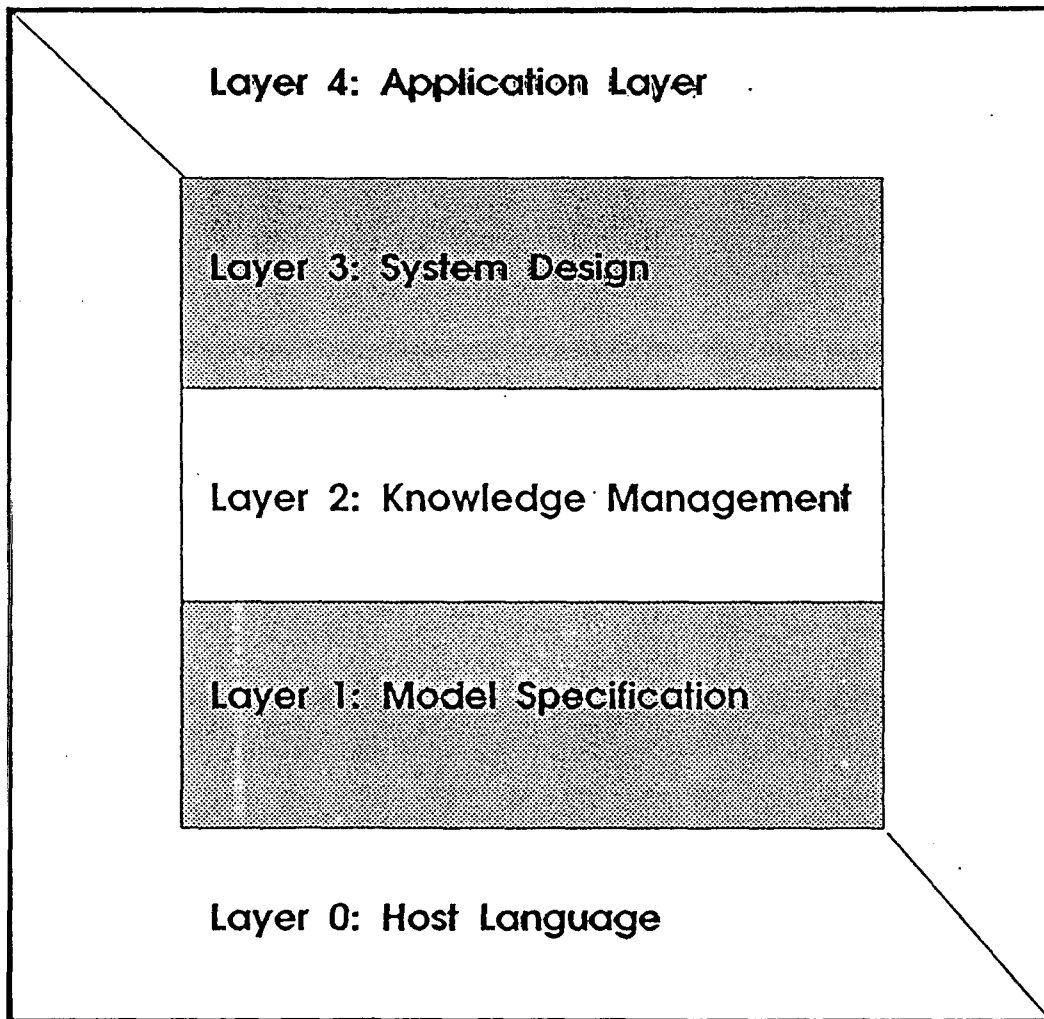 Layer 4: Application Layer
Layer 3: System Design
Layer 2: Knowledge Management
Layer 1: Model Specification
Layer 0: Host Language